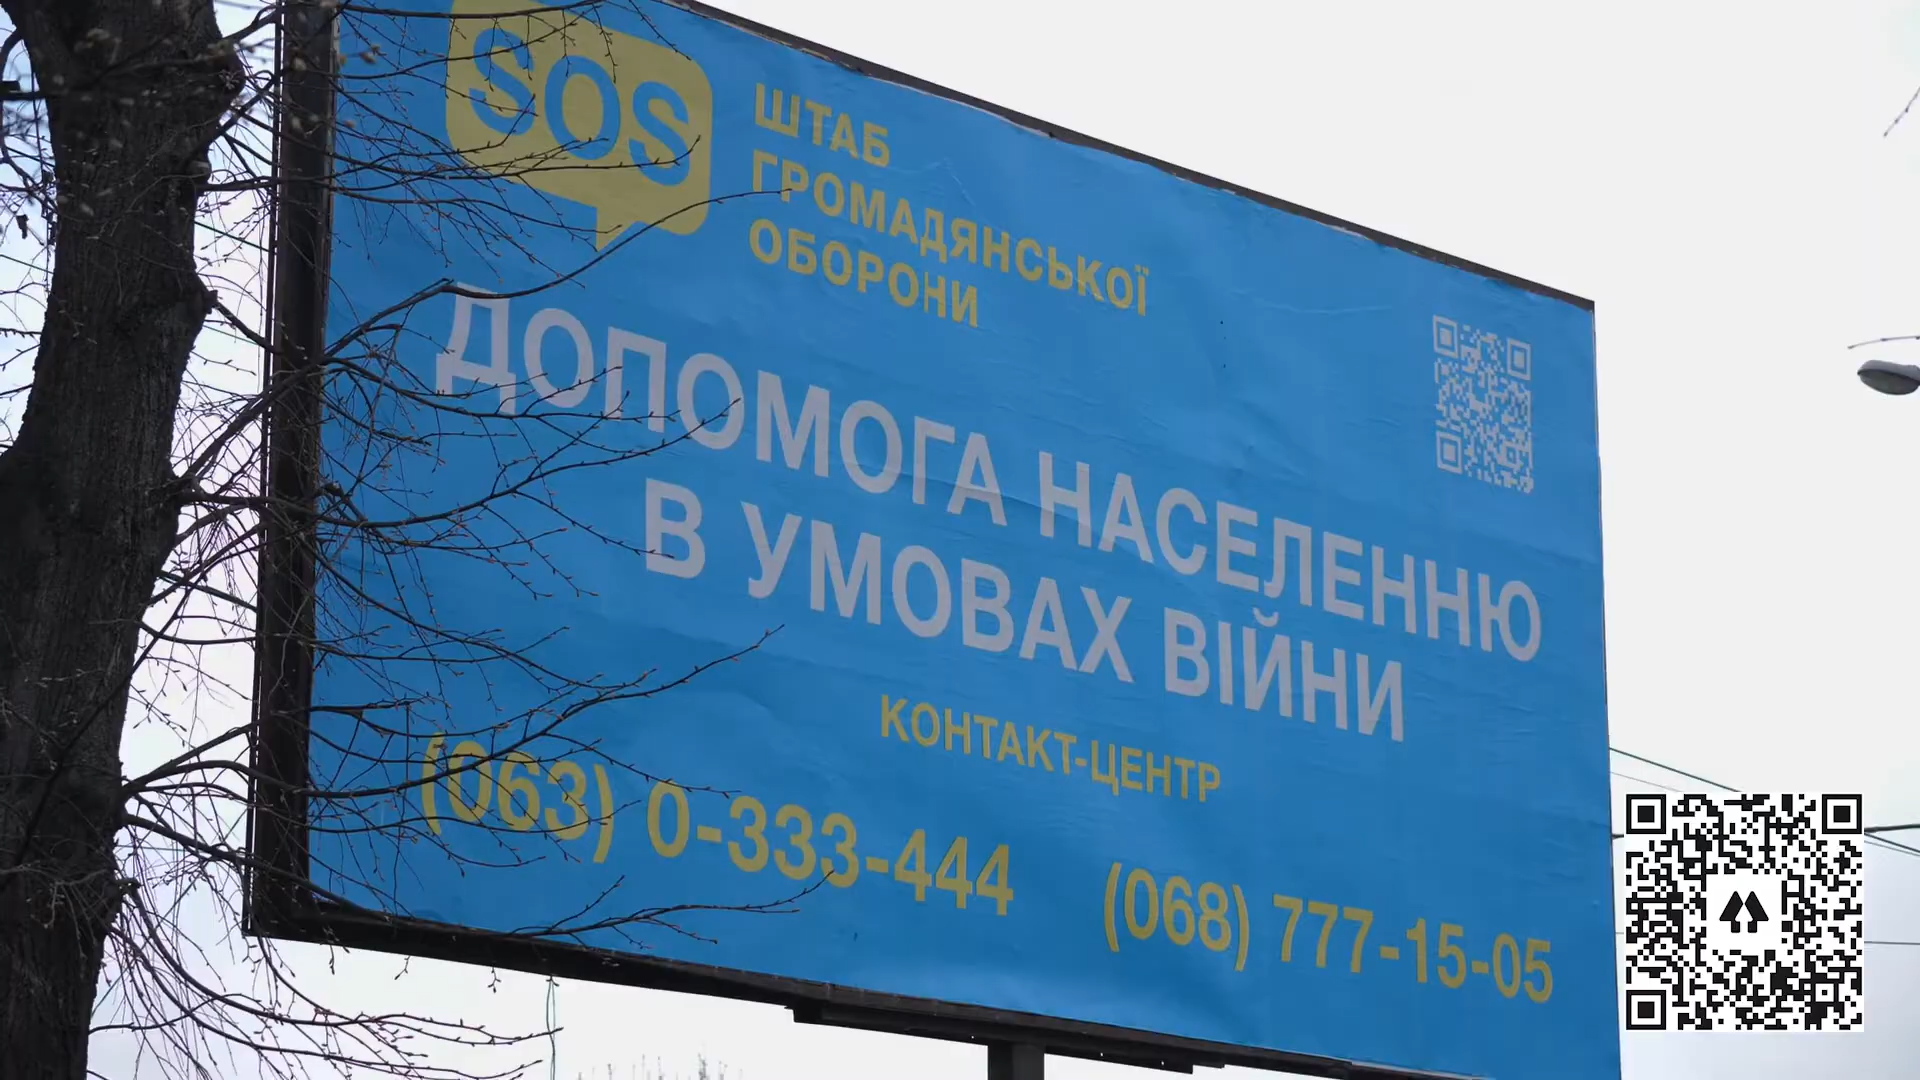 SOS
ШТАБ
ГРОМАДЯНСЬКОЇ
ОБОРОНИ
ДОПОМОГА НАСЕЛЕННЮ
В УМОВАХ ВІЙНИ
КОНТАКТ-ЦЕНТР
(063) 0-333-444 (068) 777-15-05